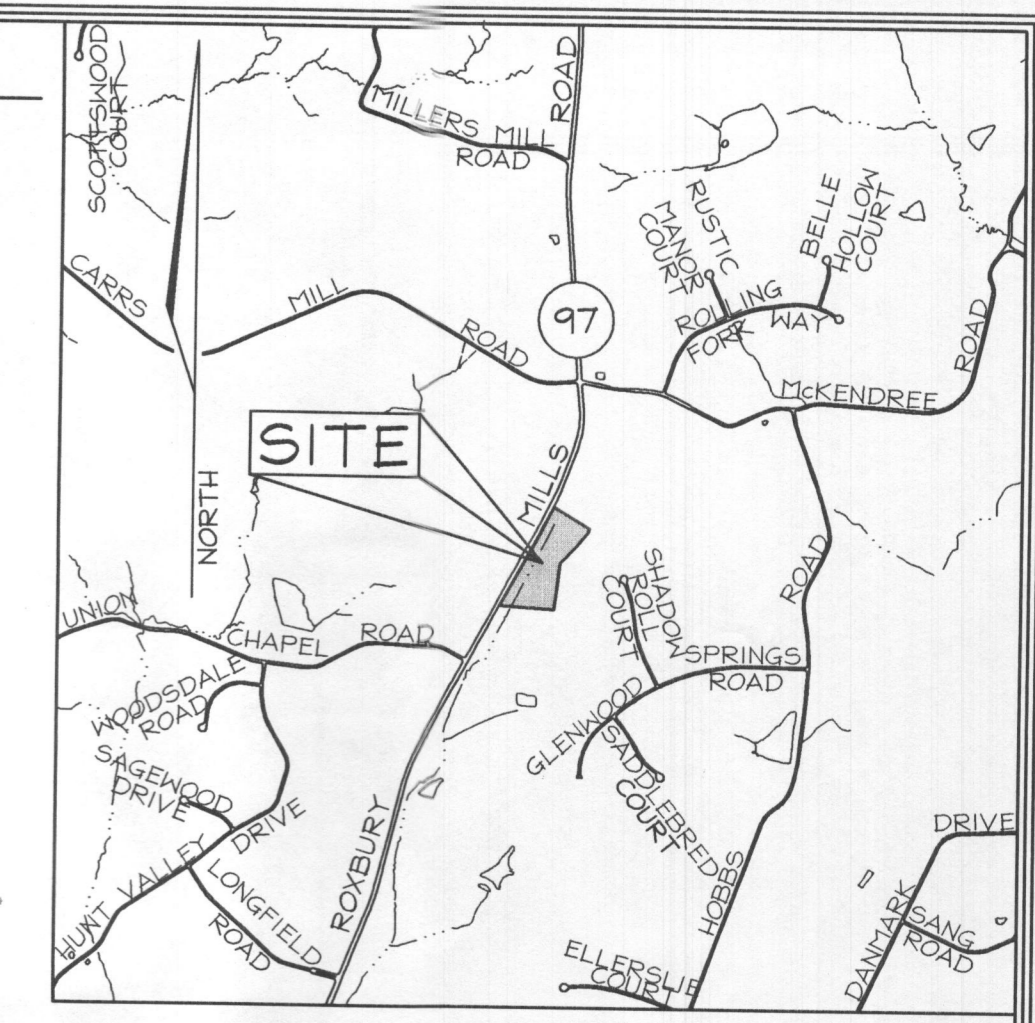 SCOTTSWOOD
COURT
MILLERS MILL
ROAD
ROAD
CARRS
MILL
ROAD
97
RUSTIC
MANOR
COURT
BELLE
HOLLOW
COURT
ROLLING
FORK WAY
McKENDREE
ROAD
SITE
NORTH
MILLS
UNION
CHAPEL ROAD
WOODSDALE
ROAD
SAGEWOOD
DRIVE
HUNT VALLEY DRIVE
LONGFIELD
ROAD
ROXBURY
SHADOW
ROLL
COURT
GLENWOOD SPRINGS
ROAD
SADDLEBRED
COURT
HOBBS
ROAD
ELLERSLIE
COURT
DANMARK
DRIVE
SANG
ROAD